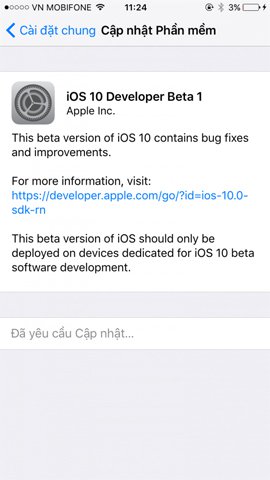 VN MOBIFONE 11:24 3%
Cài đặt chung Cập nhật Phần mềm
iOS 10 Developer Beta 1
Apple Inc.
This beta version of iOS 10 contains bug fixes
and improvements.
For more information, visit:
https://developer.apple.com/go/?id=ios-10.0-
sdk-rn
This beta version of iOS should only be
deployed on devices dedicated for iOS 10 beta
software development.
Đã yêu cầu Cập nhật...